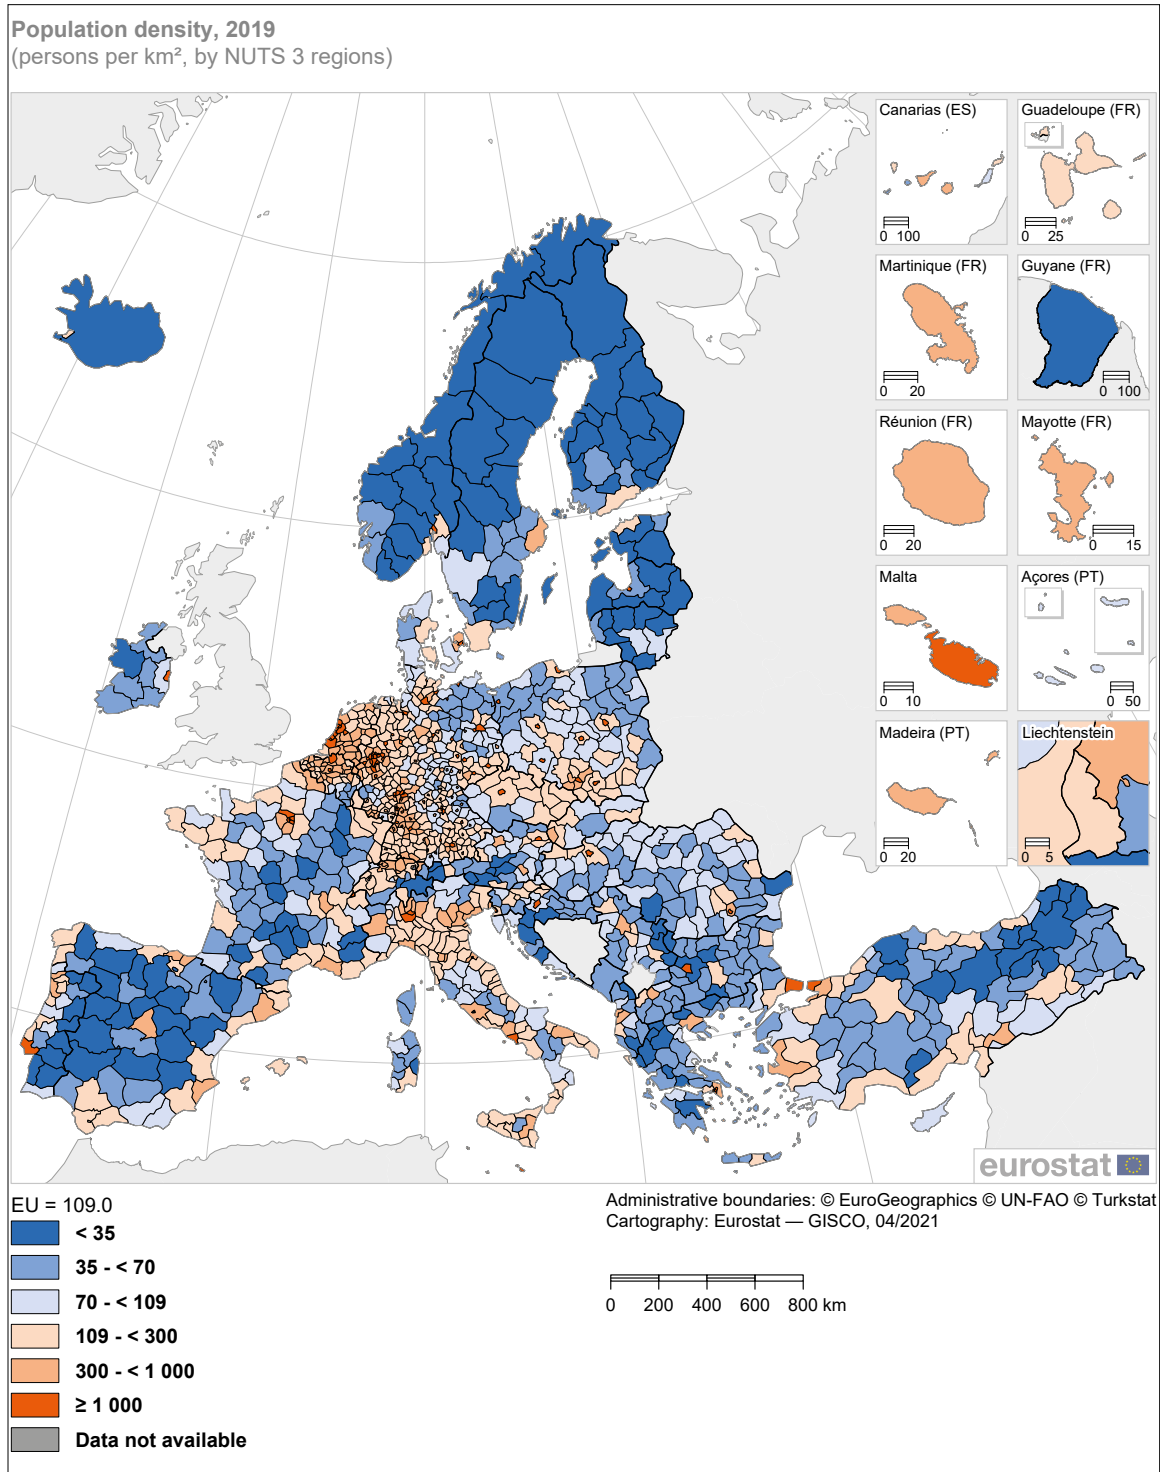 Population density, 2019
(persons per km², by NUTS 3 regions)
Canarias (ES)
0 100
Guadeloupe (FR)
0 25
Martinique (FR)
0 20
Guyane (FR)
0 100
Réunion (FR)
0 20
Mayotte (FR)
0 15
Malta
0 10
Açores (PT)
0 50
Madeira (PT)
0 20
Liechtenstein
0 5
eurostat
EU = 109.0
< 35
35 - < 70
70 - < 109
109 - < 300
300 - < 1 000
≥ 1 000
Data not available
Administrative boundaries: © EuroGeographics © UN-FAO © Turkstat
Cartography: Eurostat — GISCO, 04/2021
0 200 400 600 800 km